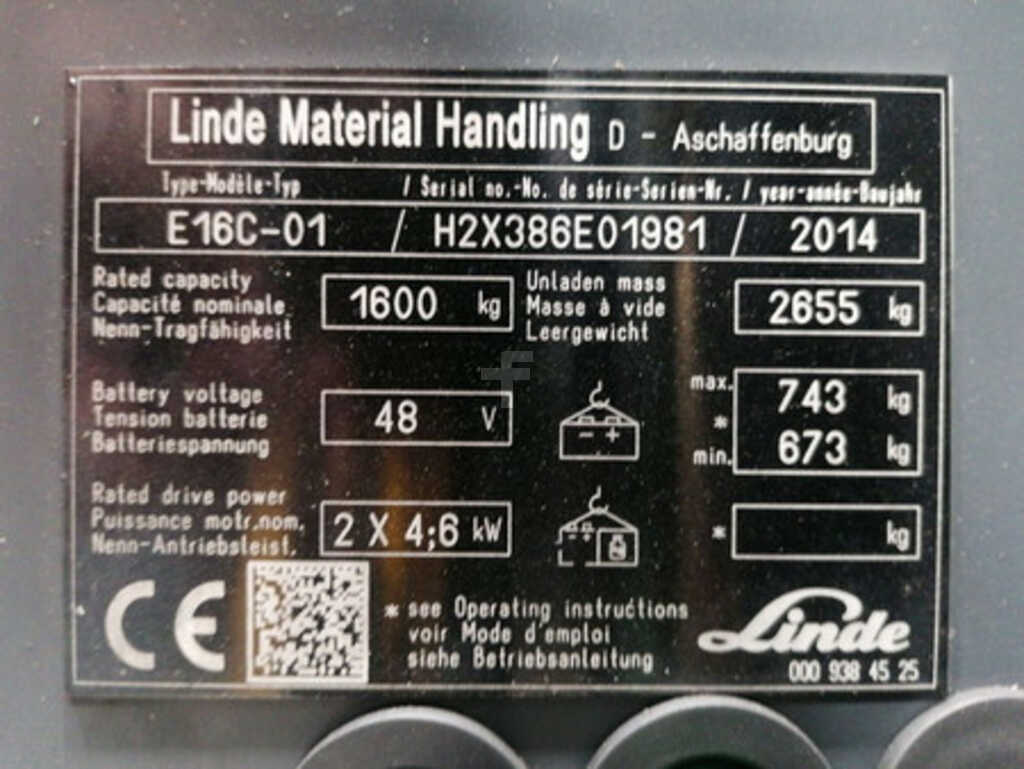 Linde Material Handling D - Aschaffenburg
Type-Modèle-Typ / Serial no.-No. de série-Serien-Nr. / year-année-Baujahr
E16C-01 / H2X386E01981 / 2014
Rated capacity
Capacité nominale
Nenn-Tragfähigkeit
1600 kg
Unladen mass
Masse à vide
Leergewicht
2655 kg
Battery voltage
Tension batterie
Batteriespannung
48 V
- +
max. 743 kg
*
min. 673 kg
Rated drive power
Puissance motr.nom.
Nenn-Antriebsleist.
2 X 4;6 kW
* kg
CE
* see Operating instructions
voir Mode d'emploi
siehe Betriebsanleitung
Linde
000 938 45 25